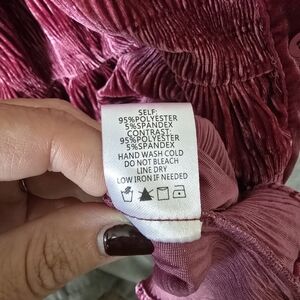 SELF:
95%POLYESTER
5%SPANDEX
CONTRAST:
95%POLYESTER
5%SPANDEX
HAND WASH COLD
DO NOT BLEACH
LINE DRY
LOW IRON IF NEEDED